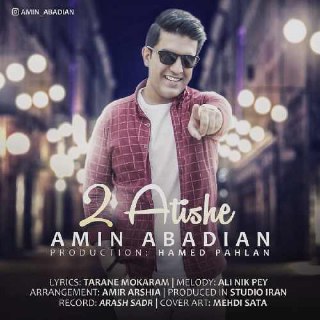 AMIN_ABADIAN
2 Atishe
AMIN ABADIAN
PRODUCTION: HAMED PAHLAN
LYRICS: TARANE MOKARAM | MELODY: ALI NIK PEY
ARRANGEMENT: AMIR ARSHIA | PRODUCED IN STUDIO IRAN
RECORD: ARASH SADR | COVER ART: MEHDI SATA